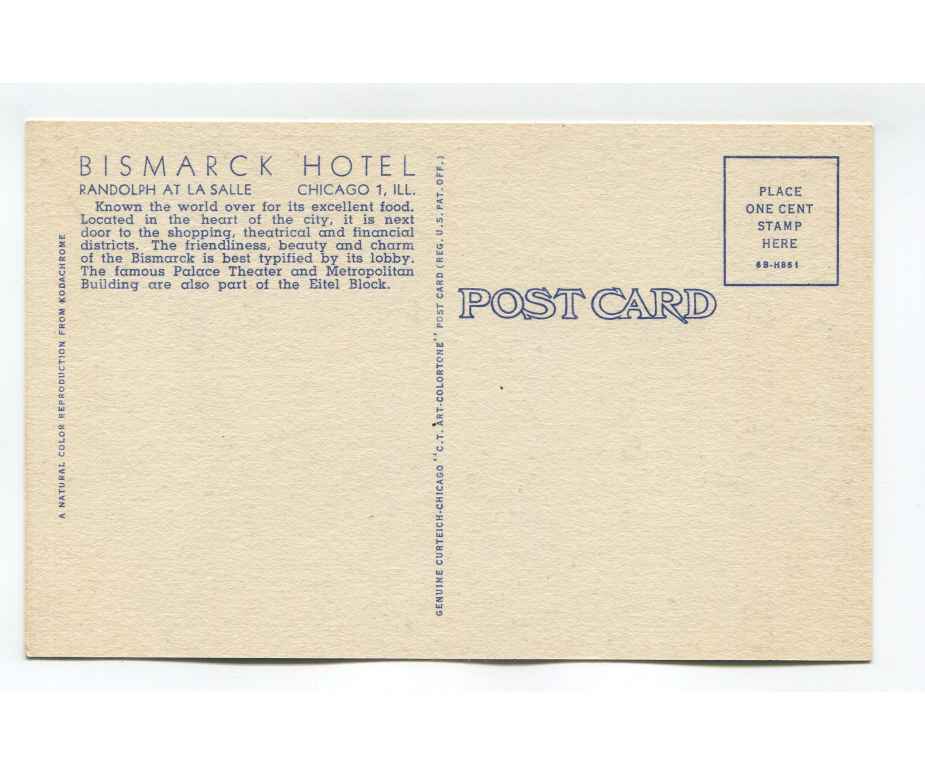 BISMARCK HOTEL
RANDOLPH AT LA SALLE CHICAGO 1, ILL.
Known the world over for its excellent food.
Located in the heart of the city, it is next
door to the shopping, theatrical and financial
districts. The friendliness, beauty and charm
of the Bismarck is best typified by its lobby.
The famous Palace Theater and Metropolitan
Building are also part of the Eitel Block.
A NATURAL COLOR REPRODUCTION FROM KODACHROME
GENUINE CURTEICH-CHICAGO "C.T. ART-COLORTONE" POST CARD (REG. U.S. PAT. OFF.)
POST CARD
PLACE
ONE CENT
STAMP
HERE
6B-H851